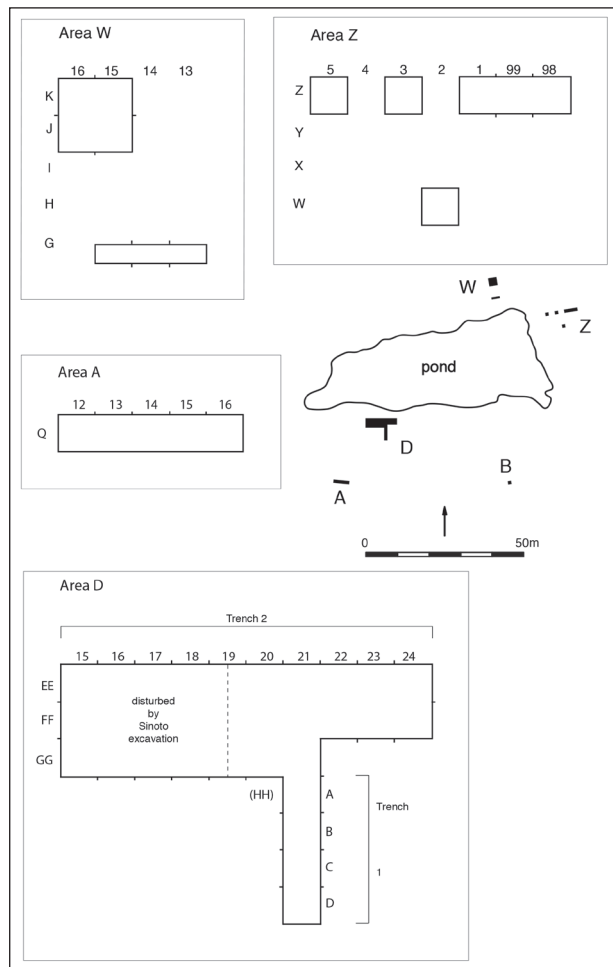 Area W
16 15 14 13
K
J
I
H
G
Area Z
5 4 3 2 1 99 98
Z
Y
X
W
W
Z
pond
D
A
B
0 50m
Area A
12 13 14 15 16
Q
Area D
Trench 2
15 16 17 18 19 20 21 22 23 24
EE
FF
GG
disturbed
by
Sinoto
excavation
(HH)
A
B
C
D
Trench
1